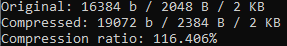 Original: 16384 b / 2048 B / 2 KB
Compressed: 19072 b / 2384 B / 2 KB
Compression ratio: 116.406%